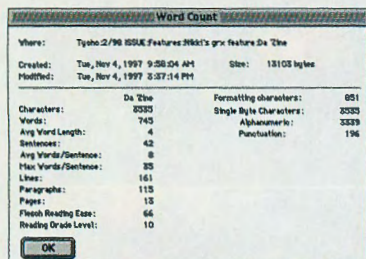 Word Count
Where: Tycho:2/98 ISSUE:Features:Nikki's grx feature:Da 'Zine
Created: Tue, Nov 4, 1997 9:58:04 AM Size: 13103 bytes
Modified: Tue, Nov 4, 1997 3:37:14 PM
Da 'Zine Formatting characters: 851
Characters: 3535 Single Byte Characters: 3535
Words: 745 Alphanumeric: 3339
Avg Word Length: 4 Punctuation: 196
Sentences: 42
Avg Words/Sentence: 8
Max Words/Sentence: 35
Lines: 161
Paragraphs: 115
Pages: 13
Flesch Reading Ease: 66
Reading Grade Level: 10
OK